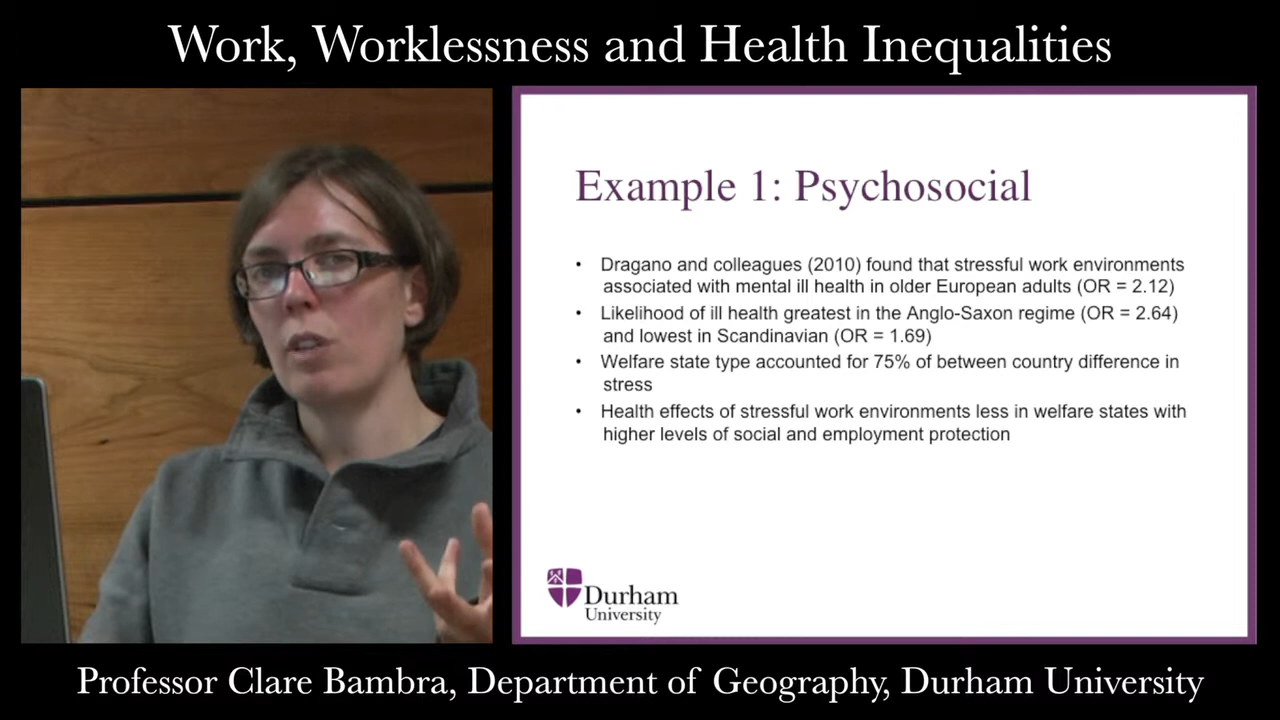 Work, Worklessness and Health Inequalities
Example 1: Psychosocial
• Dragano and colleagues (2010) found that stressful work environments
associated with mental ill health in older European adults (OR = 2.12)
• Likelihood of ill health greatest in the Anglo-Saxon regime (OR = 2.64)
and lowest in Scandinavian (OR = 1.69)
• Welfare state type accounted for 75% of between country difference in
stress
• Health effects of stressful work environments less in welfare states with
higher levels of social and employment protection
Durham
University
Professor Clare Bambra, Department of Geography, Durham University